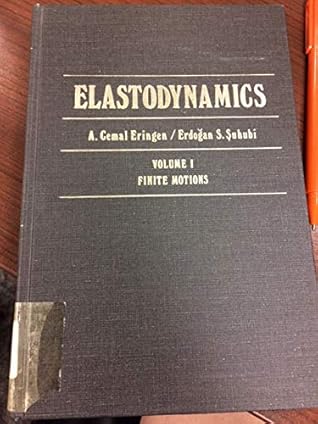 ELASTODYNAMICS
A. Cemal Eringen / Erdoğan S. Şuhubi
VOLUME I
FINITE MOTIONS